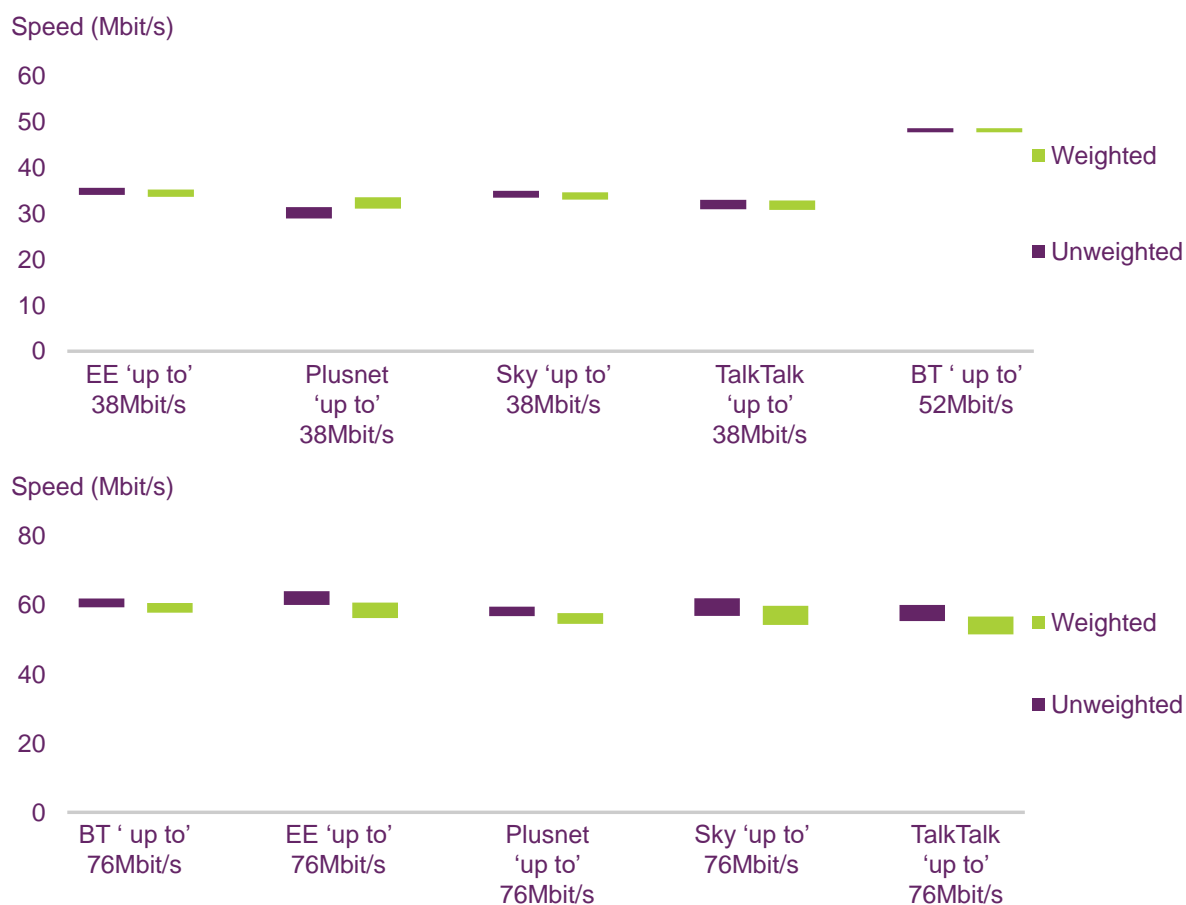 Speed (Mbit/s)
60
50
40
30
20
10
0
Weighted
Unweighted
EE ‘up to’
38Mbit/s
Plusnet
‘up to’
38Mbit/s
Sky ‘up to’
38Mbit/s
TalkTalk
‘up to’
38Mbit/s
BT ‘ up to’
52Mbit/s
Speed (Mbit/s)
80
60
40
20
0
Weighted
Unweighted
BT ‘ up to’
76Mbit/s
EE ‘up to’
76Mbit/s
Plusnet
‘up to’
76Mbit/s
Sky ‘up to’
76Mbit/s
TalkTalk
‘up to’
76Mbit/s